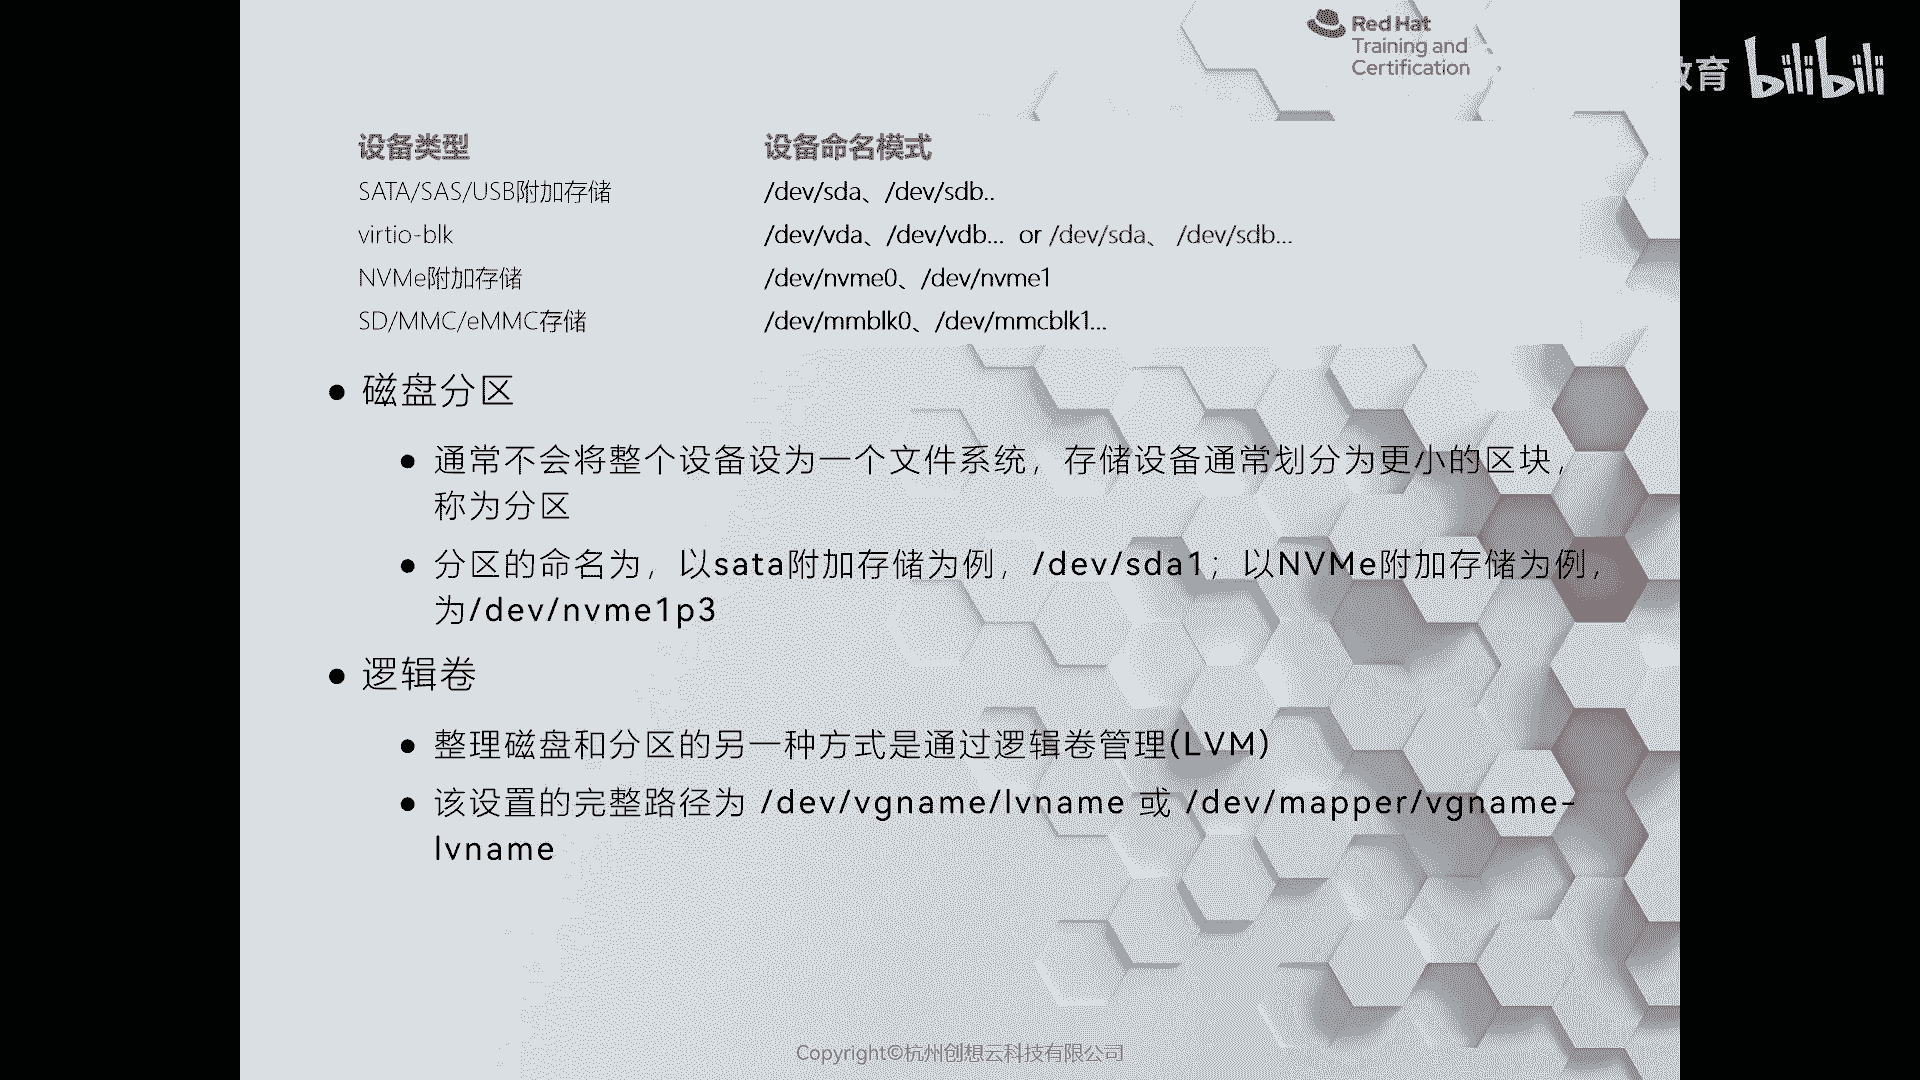 Red Hat
Training and
Certification
育 bilibili
设备类型 设备命名模式
SATA/SAS/USB附加存储 /dev/sda、/dev/sdb..
virtio-blk /dev/vda、/dev/vdb... or /dev/sda、 /dev/sdb...
NVMe附加存储 /dev/nvme0、/dev/nvme1
SD/MMC/eMMC存储 /dev/mmblk0、/dev/mmcblk1...
● 磁盘分区
● 通常不会将整个设备设为一个文件系统，存储设备通常划分为更小的区块，
称为分区
● 分区的命名为，以sata附加存储为例，/dev/sda1；以NVMe附加存储为例，
为/dev/nvme1p3
● 逻辑卷
● 整理磁盘和分区的另一种方式是通过逻辑卷管理(LVM)
● 该设置的完整路径为 /dev/vgname/lvname 或 /dev/mapper/vgname-
lvname
Copyright©杭州创想云科技有限公司